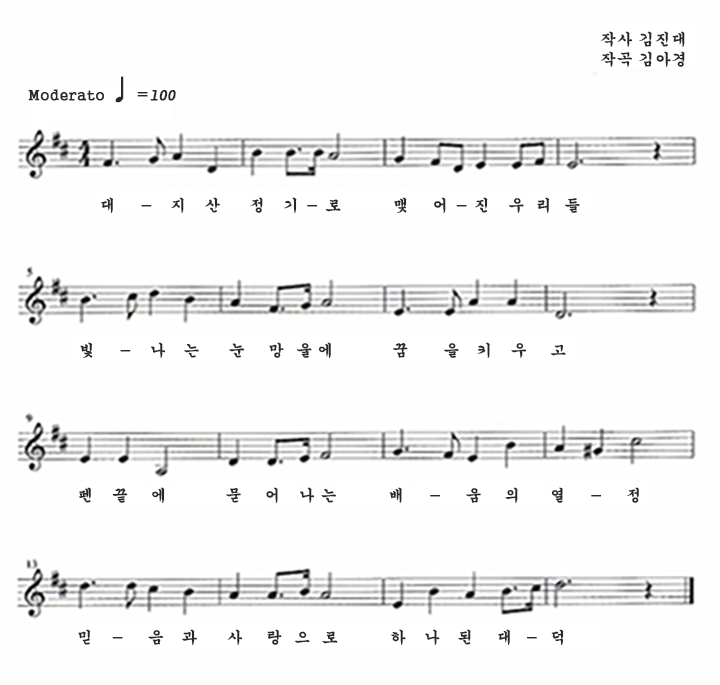 작사 김진대
작곡 김아경
Moderato ♩ =100
대 – 지 산 정 기 – 로 맺 어 – 진 우 리 들
5
빛 – 나 는 눈 망 울 에 꿈 을 키 우 고
9
펜 끝 에 묻 어 나 는 배 – 움 의 열 – 정
13
믿 – 음 과 사 랑 으 로 하 나 된 대 – 덕